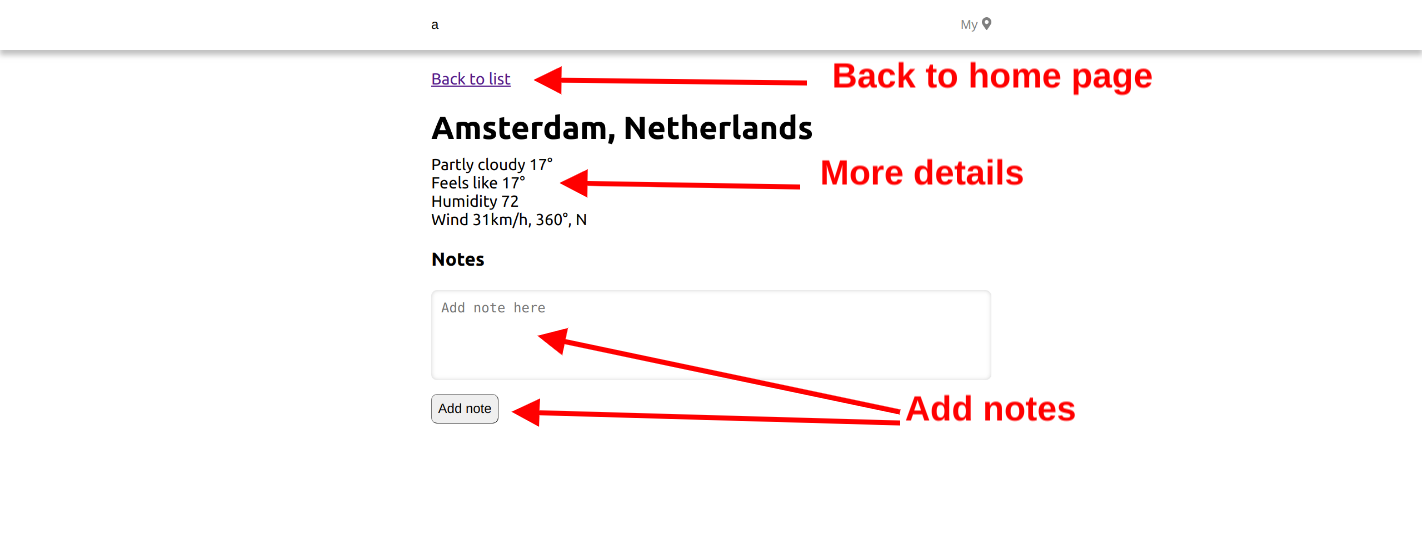 a
My
Back to list
Back to home page
Amsterdam, Netherlands
Partly cloudy 17°
Feels like 17°
Humidity 72
Wind 31km/h, 360°, N
More details
Notes
Add note here
Add note
Add notes